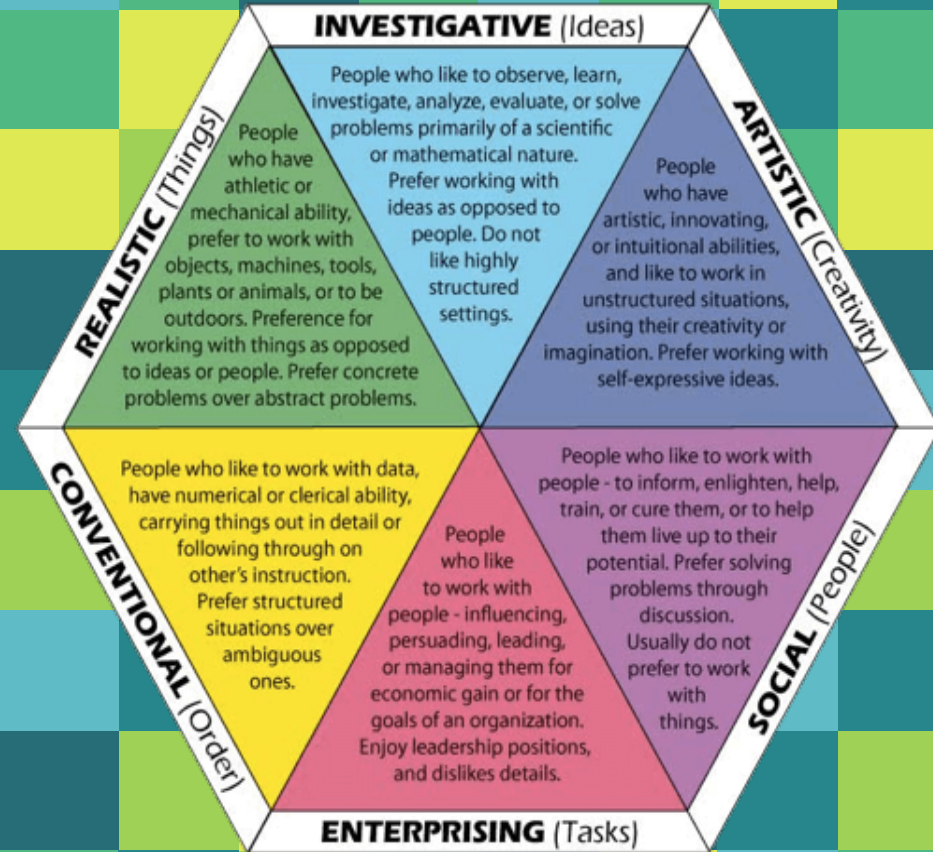 INVESTIGATIVE (Ideas)
People who like to observe, learn,
investigate, analyze, evaluate, or solve
problems primarily of a scientific
or mathematical nature.
Prefer working with
ideas as opposed to
people. Do not
like highly
structured
settings.
REALISTIC (Things)
People
who have
athletic or
mechanical ability,
prefer to work with
objects, machines, tools,
plants or animals, or to be
outdoors. Preference for
working with things as opposed
to ideas or people. Prefer concrete
problems over abstract problems.
ARTISTIC (Creativity)
People
who have
artistic, innovating,
or intuitional abilities,
and like to work in
unstructured situations,
using their creativity or
imagination. Prefer working with
self-expressive ideas.
CONVENTIONAL (Order)
People who like to work with data,
have numerical or clerical ability,
carrying things out in detail or
following through on
other's instruction.
Prefer structured
situations over
ambiguous
ones.
People
who like
to work with
people - influencing,
persuading, leading,
or managing them for
economic gain or for the
goals of an organization.
Enjoy leadership positions,
and dislikes details.
ENTERPRISING (Tasks)
People who like to work with
people - to inform, enlighten, help,
train, or cure them, or to help
them live up to their
potential. Prefer solving
problems through
discussion.
Usually do not
prefer to work
with
things.
SOCIAL (People)